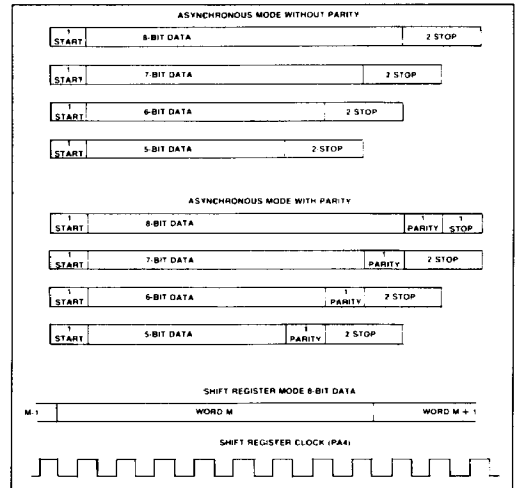 ASYNCHRONOUS MODE WITHOUT PARITY
1 START 8-BIT DATA 2 STOP
1 START 7-BIT DATA 2 STOP
1 START 6-BIT DATA 2 STOP
1 START 5-BIT DATA 2 STOP
ASYNCHRONOUS MODE WITH PARITY
1 START 8-BIT DATA 1 PARITY 1 STOP
1 START 7-BIT DATA 1 PARITY 2 STOP
1 START 6-BIT DATA 1 PARITY 2 STOP
1 START 5-BIT DATA 1 PARITY 2 STOP
SHIFT REGISTER MODE 8-BIT DATA
M-1 WORD M WORD M + 1
SHIFT REGISTER CLOCK (PA4)